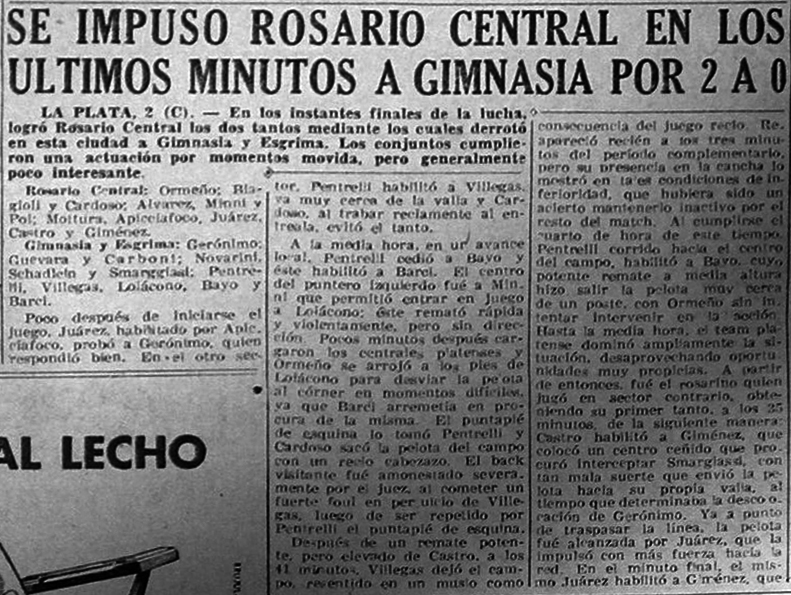 SE IMPUSO ROSARIO CENTRAL EN LOS
ULTIMOS MINUTOS A GIMNASIA POR 2 A 0
LA PLATA, 2 (C). — En los instantes finales de la lucha,
logró Rosario Central los dos tantos mediante los cuales derrotó
en esta ciudad a Gimnasia y Esgrima. Los conjuntos cumplie-
ron una actuación por momentos movida, pero generalmente
poco interesante.
Rosario Central: Ormeño; Bia-
gioli y Cardoso; Alvarez, Minni y
Pol; Mottura, Apicciafoco, Juárez,
Castro y Giménez.
Gimnasia y Esgrima: Gerónimo;
Guevara y Carboni; Novarini,
Schadlein y Smargiasi; Pentre-
lli, Villegas, Loiácono, Bayo y
Barci.
Poco después de iniciarse el
juego, Juárez, habilitado por Apic-
ciafoco, probó a Gerónimo, quien
respondió bien. En el otro sec-
tor, Pentrelli habilitó a Villegas,
ya muy cerca de la valla y Car-
doso, al trabar reciamente al en-
treala, evitó el tanto.
A la media hora, en un avance
local, Pentrelli cedió a Bayo y
éste habilitó a Barci. El centro
del puntero izquierdo fué a Min-
ni que permitió entrar en juego
a Loiácono; éste remató rápida
y violentamente, pero sin direc-
ción. Pocos minutos después car-
garon los centrales platenses y
Ormeño se arrojó a los pies de
Loiácono para desviar la pelota
al córner en momentos difíciles,
ya que Barci arremetía en pro-
cura de la misma. El puntapié
de esquina lo tomó Pentrelli y
Cardoso sacó la pelota del campo
con un recio cabezazo. El back
visitante fué amonestado severa-
mente por el juez, al cometer un
fuerte foul en perjuicio de Ville-
gas, luego de ser repelido por
Pentrelli el puntapié de esquina.
Después de un remate poten-
te, pero elevado de Castro, a los
41 minutos, Villegas dejó el cam-
po, resentido en un muslo como
consecuencia del juego recio. Re-
apareció recién a los tres minu-
tos del período complementario,
pero su presencia en la cancha lo
mostró en tales condiciones de in-
ferioridad, que hubiera sido un
acierto mantenerlo inactivo por el
resto del match. Al cumplirse el
cuarto de hora de este tiempo,
Pentrelli corrido hacia el centro
del campo, habilitó a Bayo, cuyo
potente remate a media altura
hizo salir la pelota muy cerca
de un poste, con Ormeño sin in-
tentar intervenir en la acción.
Hasta la media hora, el team pla-
tense dominó ampliamente la si-
tuación, desaprovechando oportu-
nidades muy propicias. A partir
de entonces, fué el rosarino quien
jugó en sector contrario, obte-
niendo su primer tanto, a los 35
minutos, de la siguiente manera:
Castro habilitó a Giménez, que
colocó un centro ceñido que pro-
curó interceptar Smargiassi, con
tan mala suerte que envió la pe-
lota hacia su propia valla, al
tiempo que determinaba la desco o-
cación de Gerónimo. Ya a punto
de traspasar la línea, la pelota
fué alcanzada por Juárez, que la
impulsó con más fuerza hacia la
red. En el minuto final, el mis-
mo Juárez habilitó a Giménez, que
AL LECHO